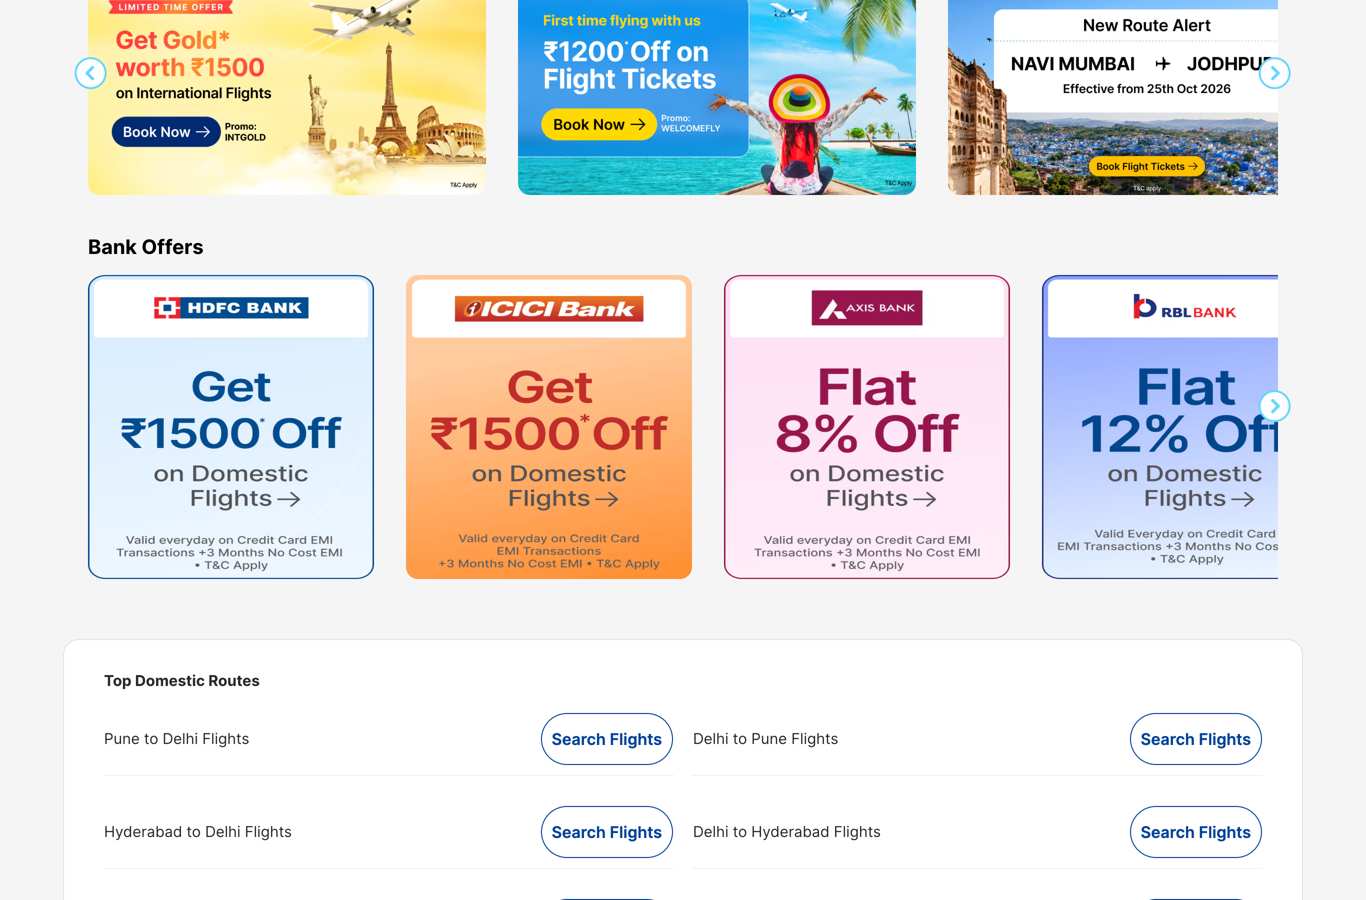 LIMITED TIME OFFER
Get Gold*
worth ₹1500
on International Flights
Book Now →
Promo:
INTGOLD
T&C Apply
First time flying with us
₹1200* Off on
Flight Tickets
Book Now →
Promo:
WELCOMEFLY
T&C Apply
New Route Alert
NAVI MUMBAI ✈ JODHPU
Effective from 25th Oct 2026
Book Flight Tickets →
T&C apply
Bank Offers
HDFC BANK
Get
₹1500* Off
on Domestic
Flights →
Valid everyday on Credit Card EMI
Transactions +3 Months No Cost EMI
• T&C Apply
ICICI Bank
Get
₹1500* Off
on Domestic
Flights →
Valid everyday on Credit Card
EMI Transactions
+3 Months No Cost EMI • T&C Apply
AXIS BANK
Flat
8% Off
on Domestic
Flights →
Valid everyday on Credit Card EMI
Transactions +3 Months No Cost EMI
• T&C Apply
RBL BANK
Flat
12% Off
on Domestic
Flights →
Valid Everyday on Credit Card
EMI Transactions +3 Months No Cos
• T&C Apply
Top Domestic Routes
Pune to Delhi Flights
Search Flights
Delhi to Pune Flights
Search Flights
Hyderabad to Delhi Flights
Search Flights
Delhi to Hyderabad Flights
Search Flights